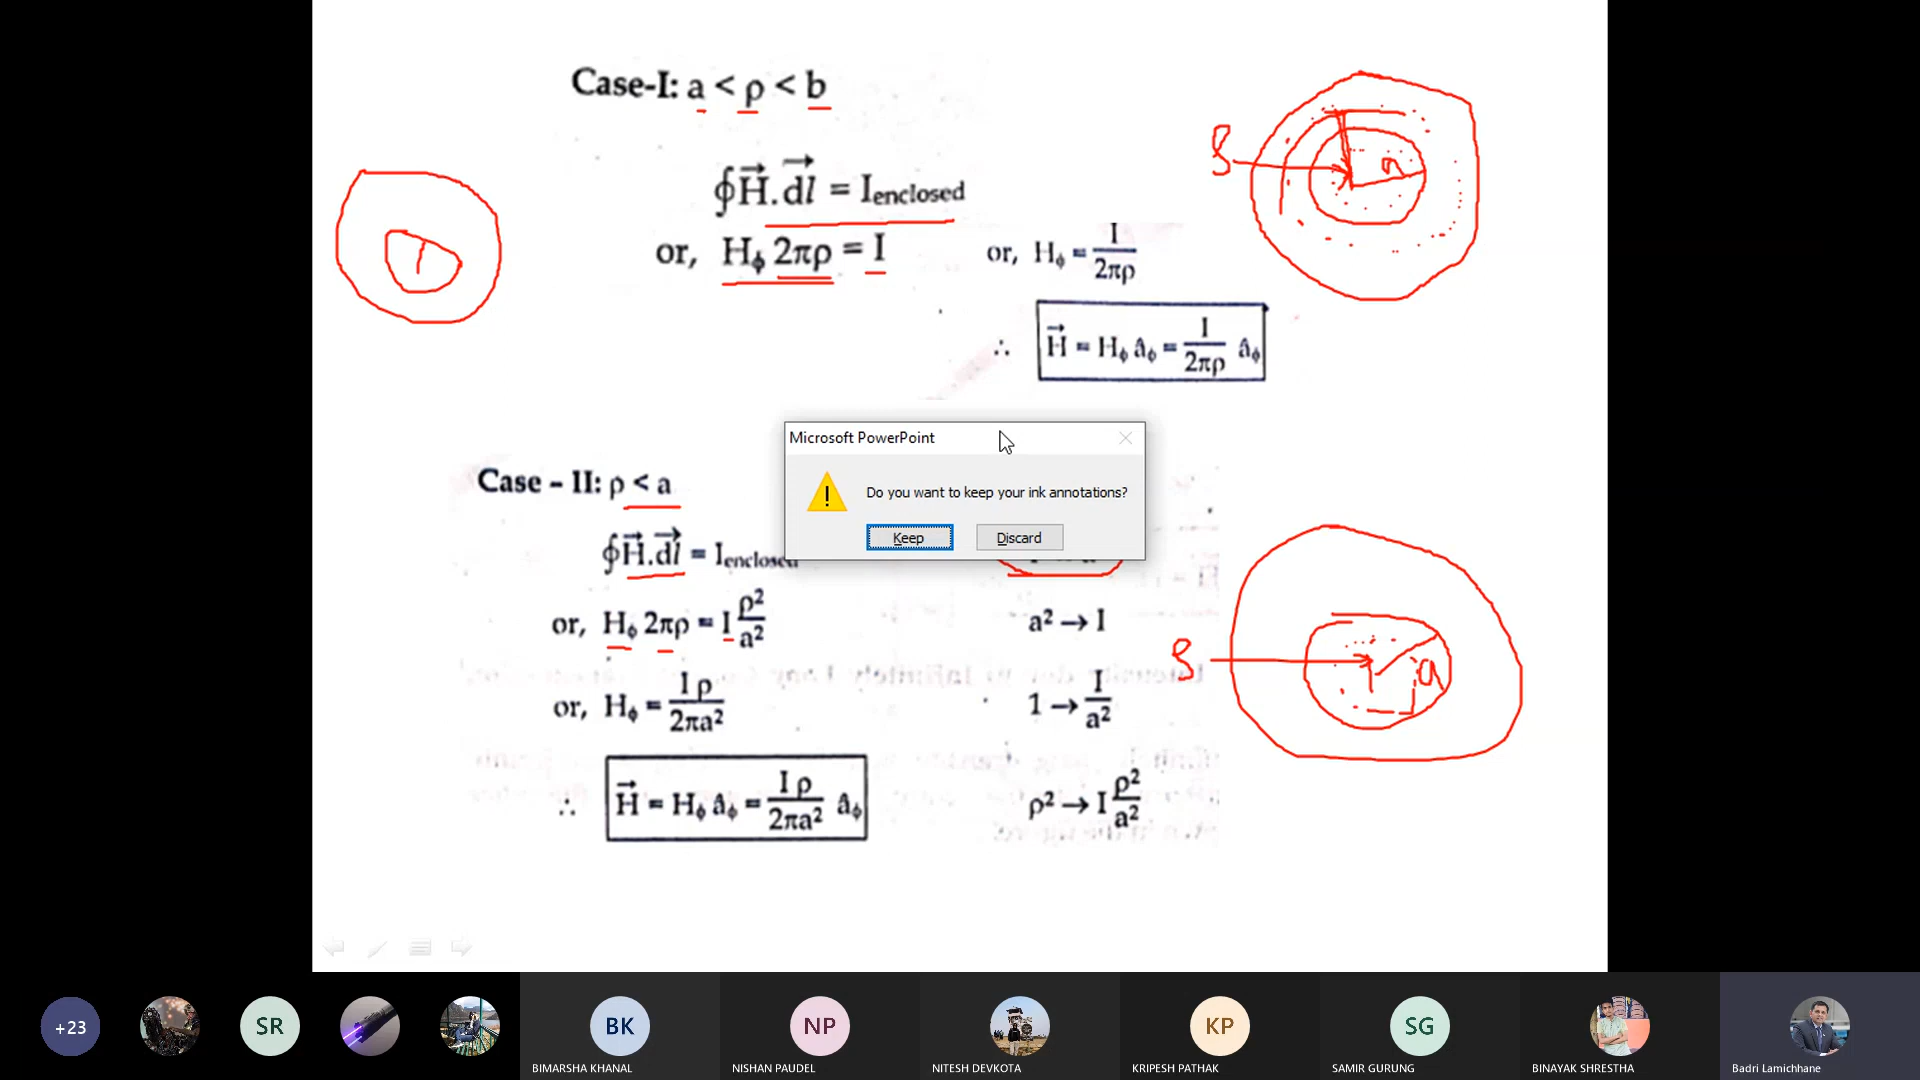 Case-I: a < ρ < b
∮H⃗.dl⃗ = Ienclosed
or, Hϕ 2πρ = I
or, Hϕ = I/2πρ
∴ H⃗ = Hϕ âϕ = I/2πρ âϕ
ρ
a
Microsoft PowerPoint
Do you want to keep your ink annotations?
Keep
Discard
Case – II: ρ < a
∮H⃗.dl⃗ = Ienclosed
or, Hϕ 2πρ = I ρ²/a²
a² → I
or, Hϕ = I ρ/2πa²
1 → I/a²
∴ H⃗ = Hϕ âϕ = I ρ/2πa² âϕ
ρ² → I ρ²/a²
ρ
a
+23
SR
BK
NP
KP
SG
BIMARSHA KHANAL
NISHAN PAUDEL
NITESH DEVKOTA
KRIPESH PATHAK
SAMIR GURUNG
BINAYAK SHRESTHA
Badri Lamichhane